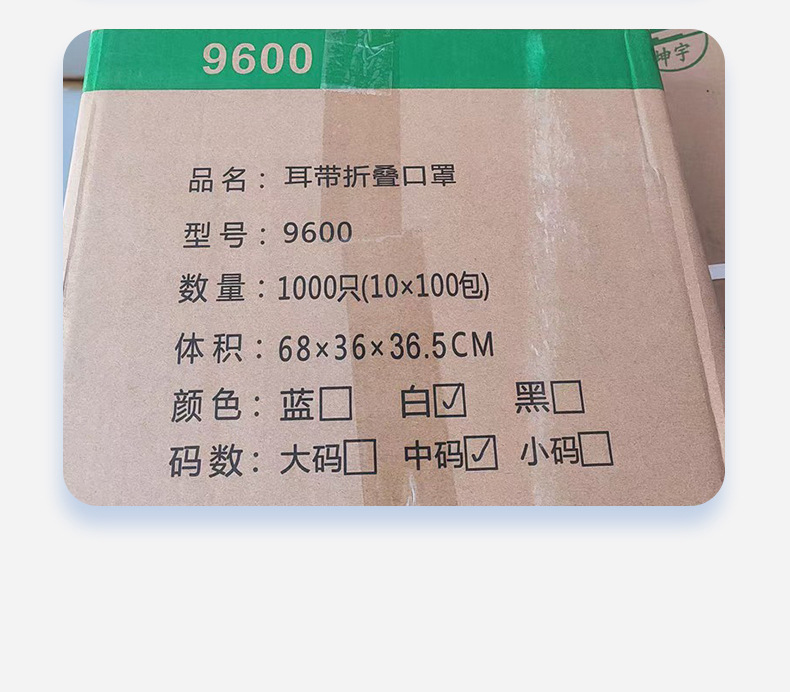 9600
坤宇
品名：耳带折叠口罩
型号：9600
数量：1000只(10×100包)
体积：68×36×36.5CM
颜色：蓝☐ 白☑ 黑☐
码数：大码☐ 中码☑ 小码☐